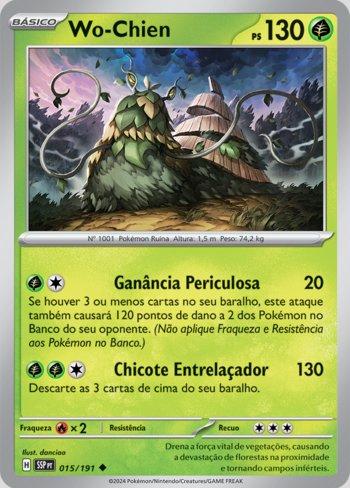 BÁSICO
Wo-Chien
PS 130
Nº 1001 Pokémon Ruína Altura: 1,5 m Peso: 74,2 kg
Ganância Periculosa 20
Se houver 3 ou menos cartas no seu baralho, este ataque
também causará 120 pontos de dano a 2 dos Pokémon no
Banco do seu oponente. (Não aplique Fraqueza e Resistência
aos Pokémon no Banco.)
Chicote Entrelaçador 130
Descarte as 3 cartas de cima do seu baralho.
Fraqueza ×2 Resistência Recuo
Ilust. danciao
Drena a força vital de vegetações, causando
a devastação de florestas na proximidade
e tornando campos inférteis.
H SSP PT 015/191
©2024 Pokémon/Nintendo/Creatures/GAME FREAK